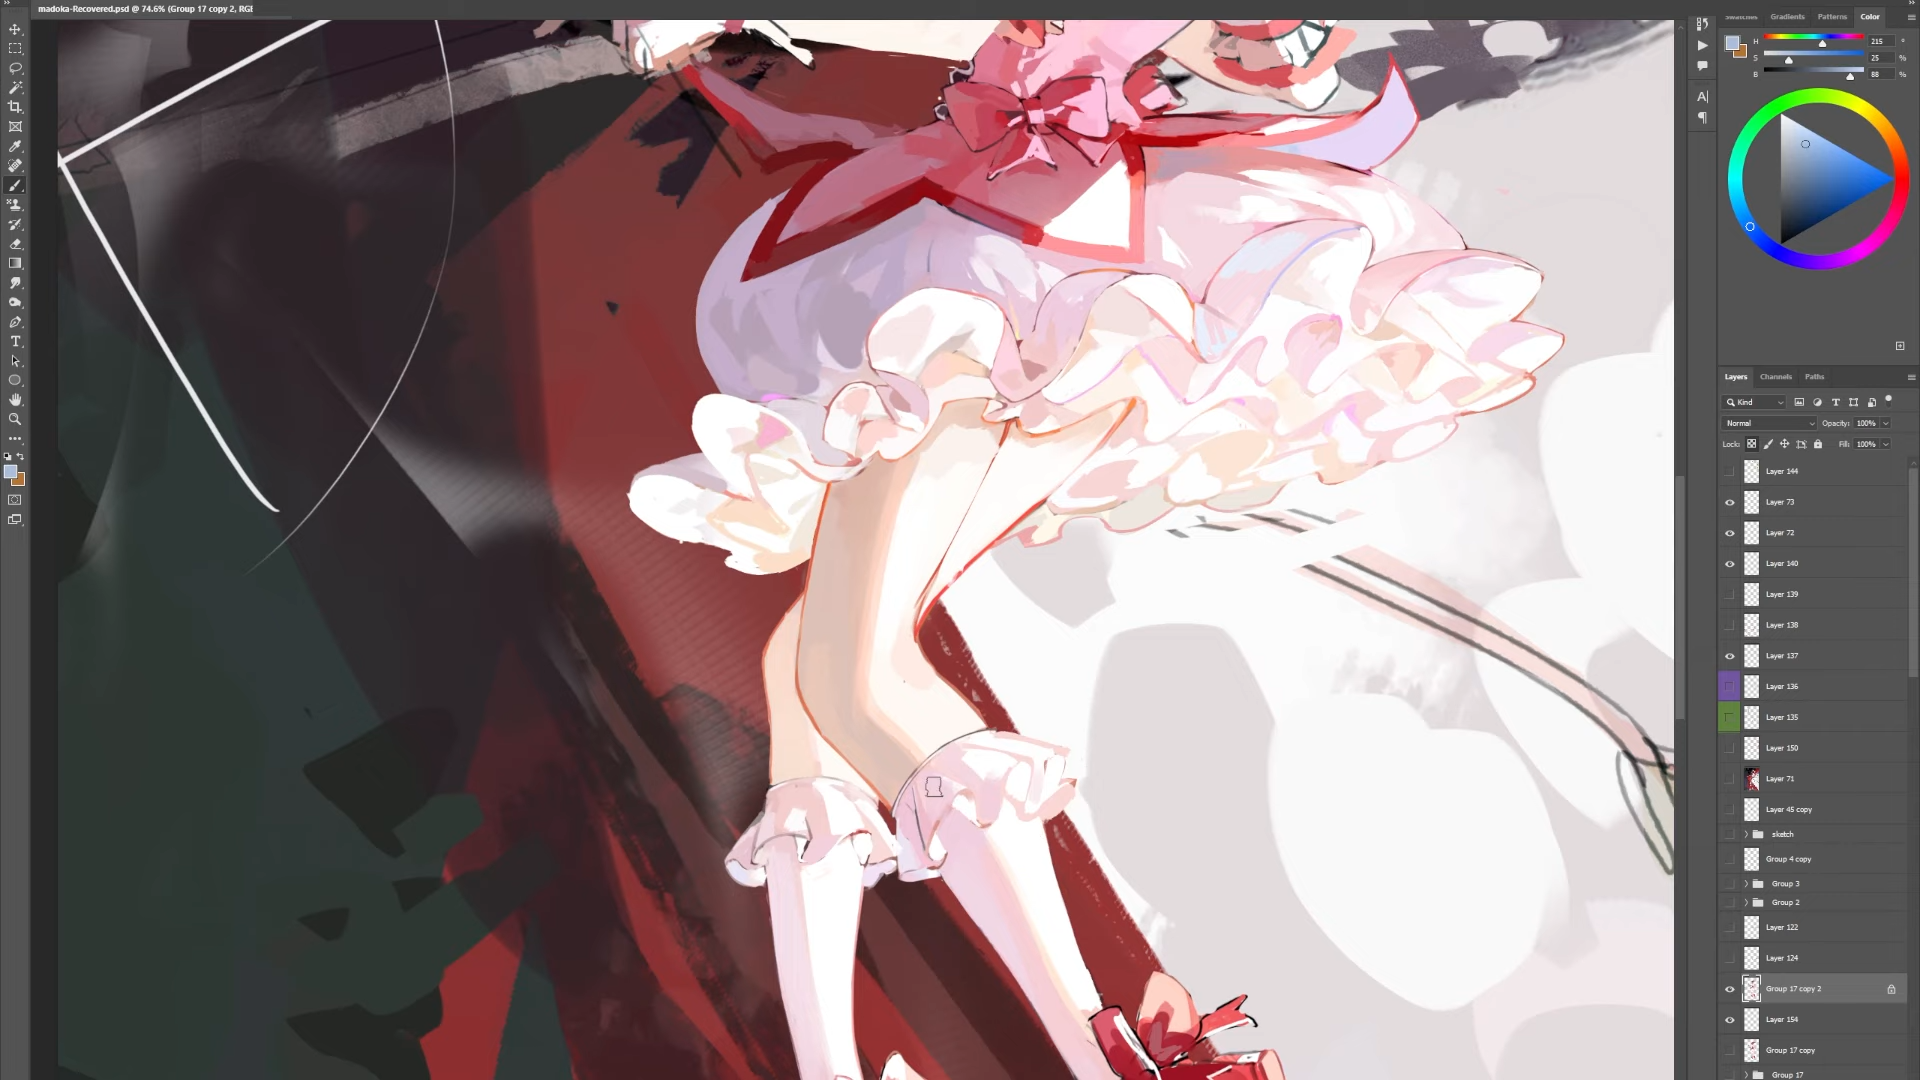 madoka-Recovered.psd @ 74.6% (Group 17 copy 2, RGB
Gradients
Patterns
Color
H
215
°
S
25
%
B
88
%
Layers
Channels
Paths
Kind
Normal
Opacity:
100%
Lock:
Fill:
100%
Layer 144
Layer 73
Layer 72
Layer 140
Layer 139
Layer 138
Layer 137
Layer 136
Layer 135
Layer 150
Layer 71
Layer 45 copy
sketch
Group 4 copy
Group 3
Group 2
Layer 122
Layer 124
Group 17 copy 2
Layer 154
Group 17 copy
Group 17